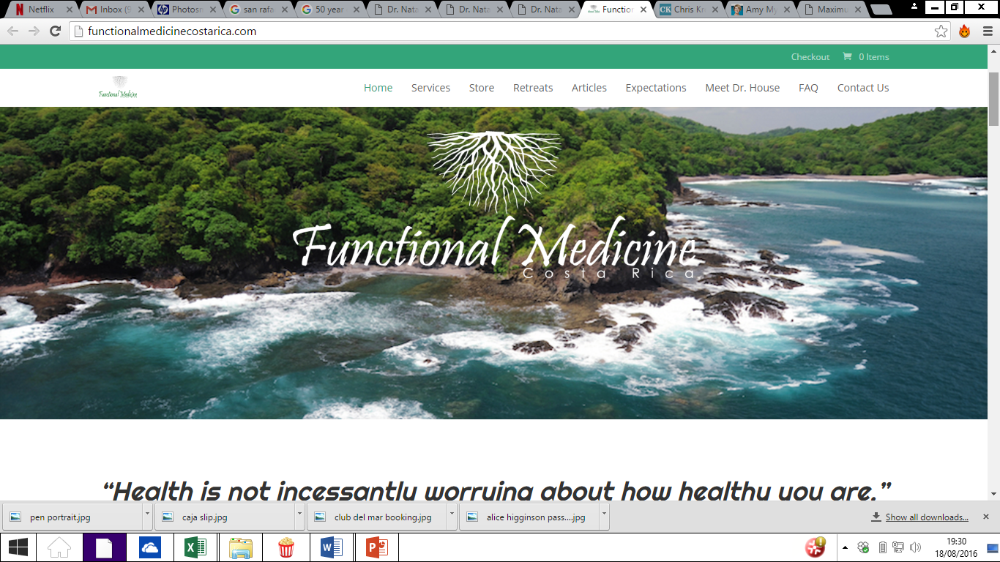 Netflix
Inbox (9
Photosm
san rafa
50 year
Dr. Nata
Dr. Nata
Dr. Nata
Function
Chris Kr
Amy My
Maximu
functionalmedicinecostarica.com
Checkout 0 Items
Functional Medicine
Home Services Store Retreats Articles Expectations Meet Dr. House FAQ Contact Us
Functional Medicine
Costa Rica
“Health is not incessantly worrying about how healthy you are.”
pen portrait.jpg
caja slip.jpg
club del mar booking.jpg
alice higginson pass....jpg
Show all downloads...
19:30
18/08/2016